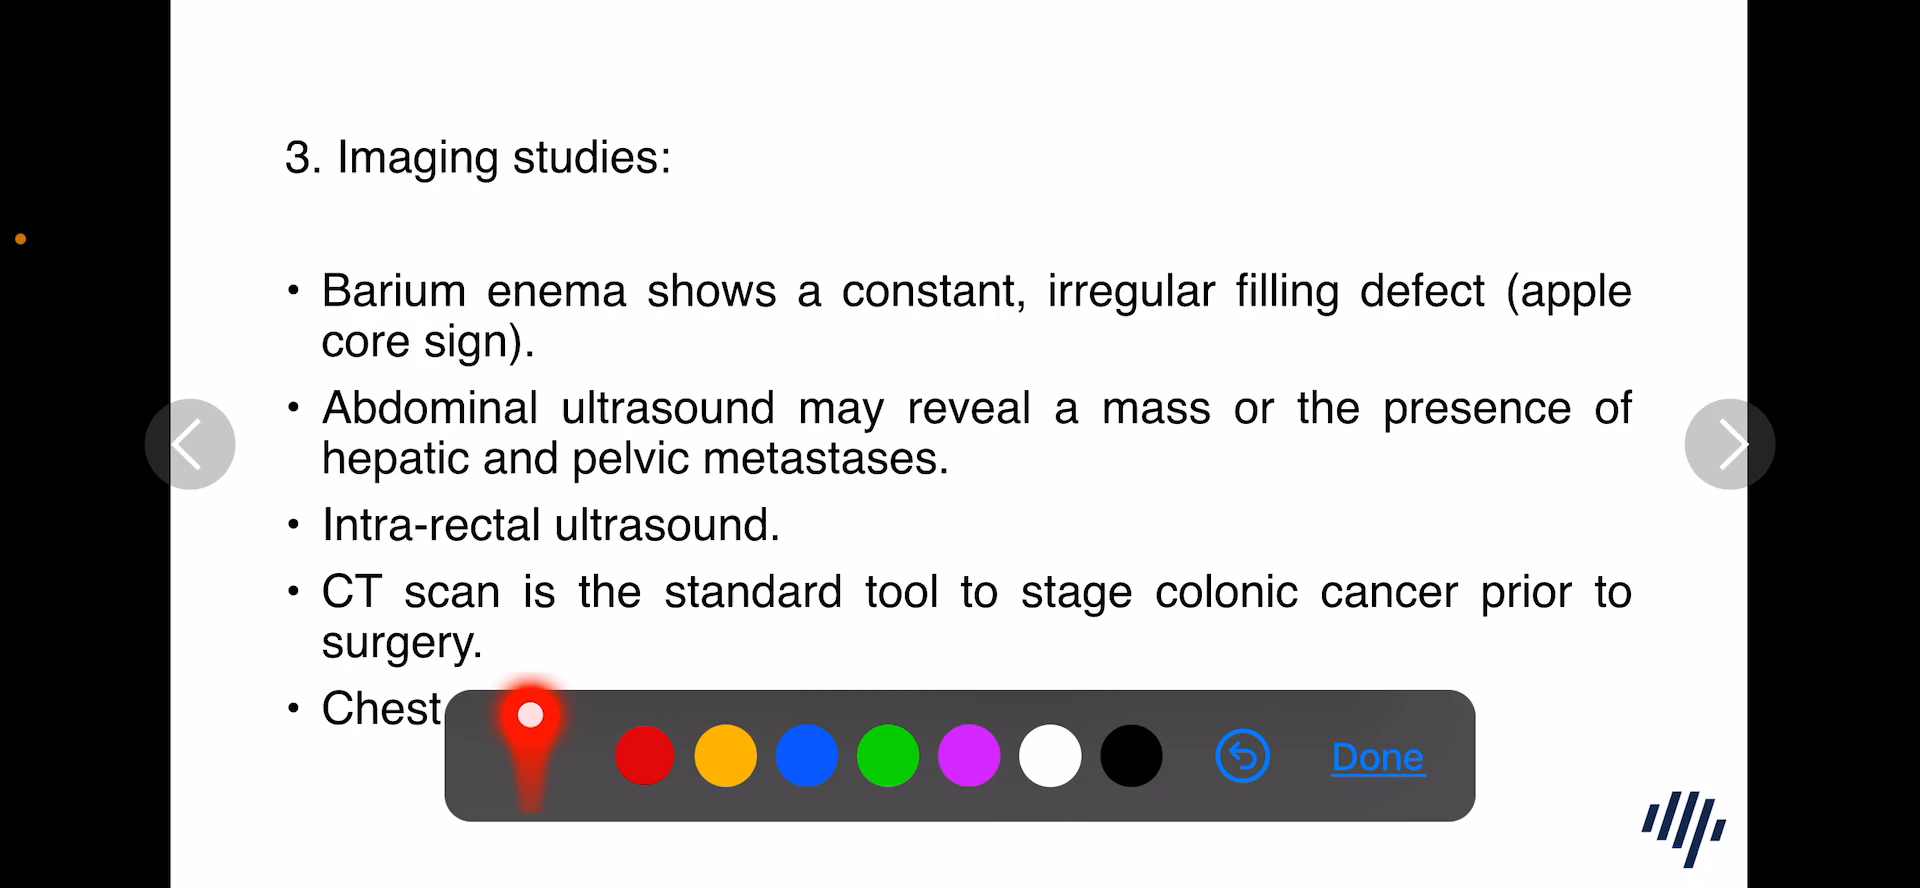 3. Imaging studies:
• Barium enema shows a constant, irregular filling defect (apple
core sign).
• Abdominal ultrasound may reveal a mass or the presence of
hepatic and pelvic metastases.
• Intra-rectal ultrasound.
• CT scan is the standard tool to stage colonic cancer prior to
surgery.
• Chest
Done